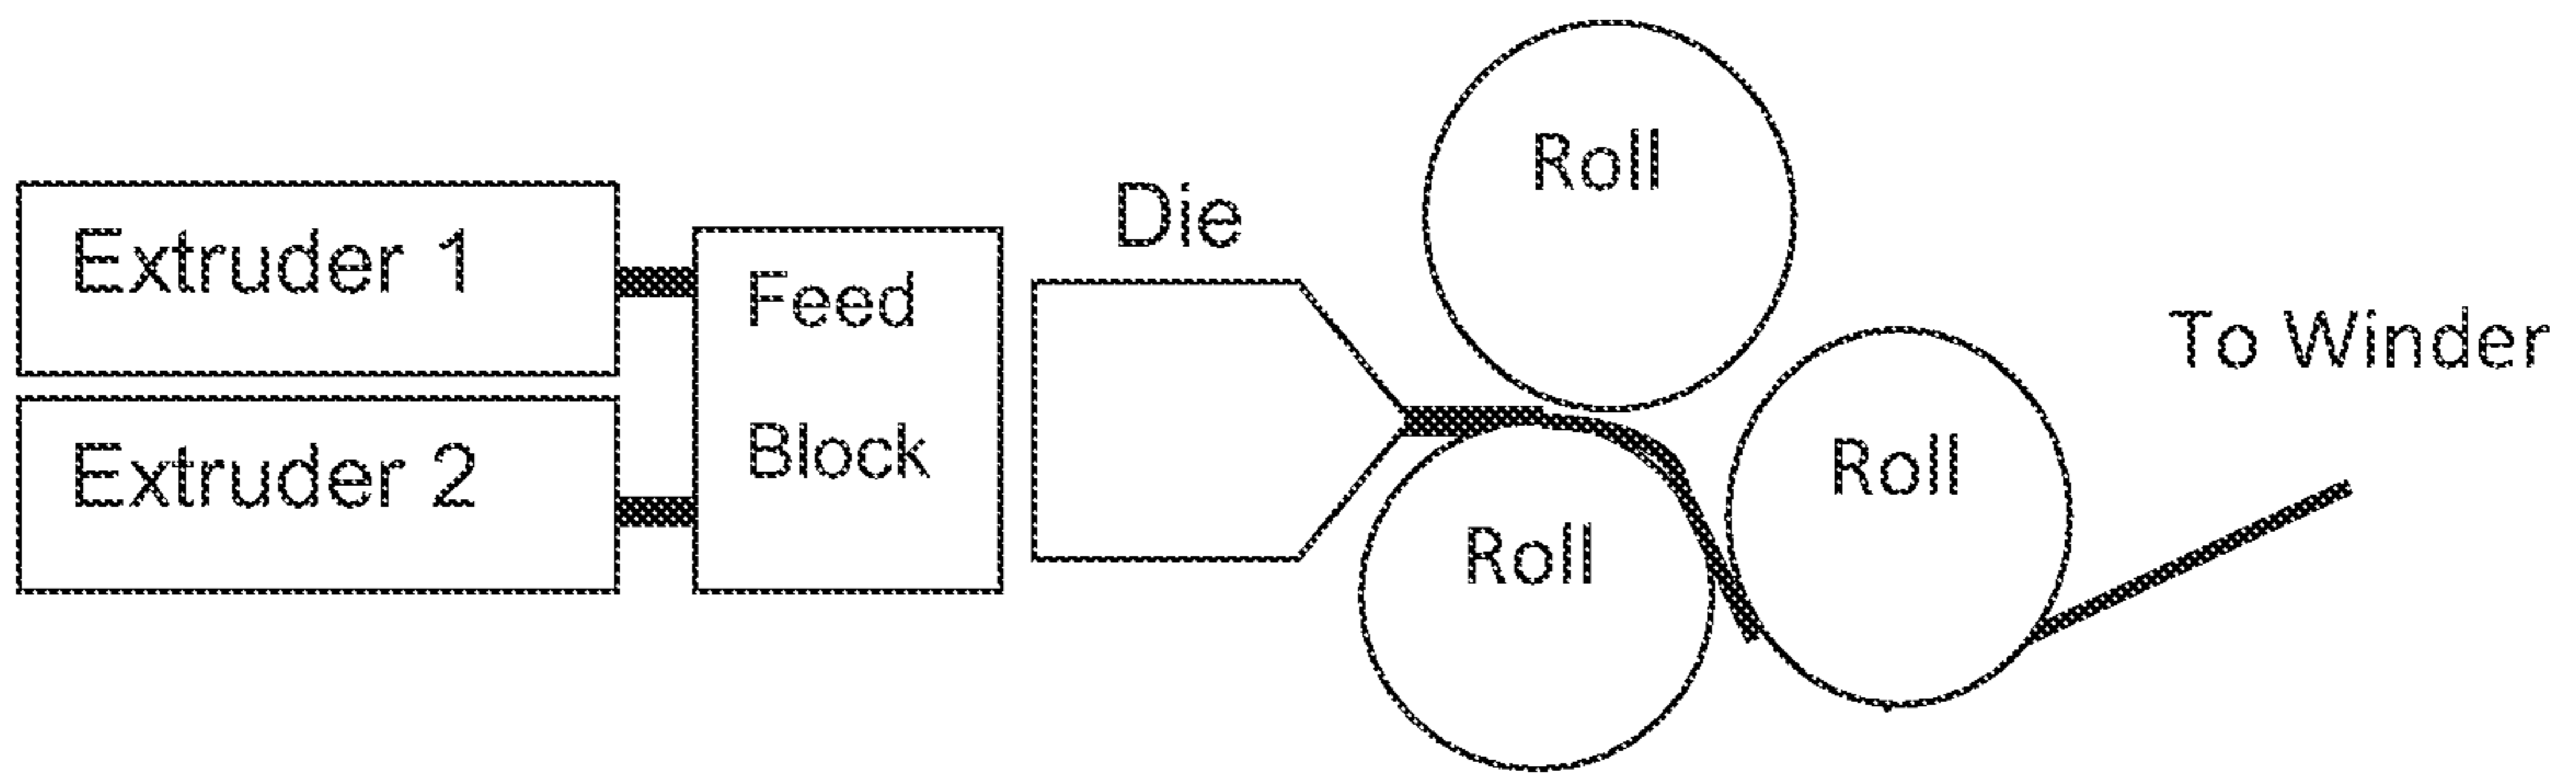 Extruder 1
Extruder 2
Feed
Block
Die
Roll
Roll
Roll
To Winder